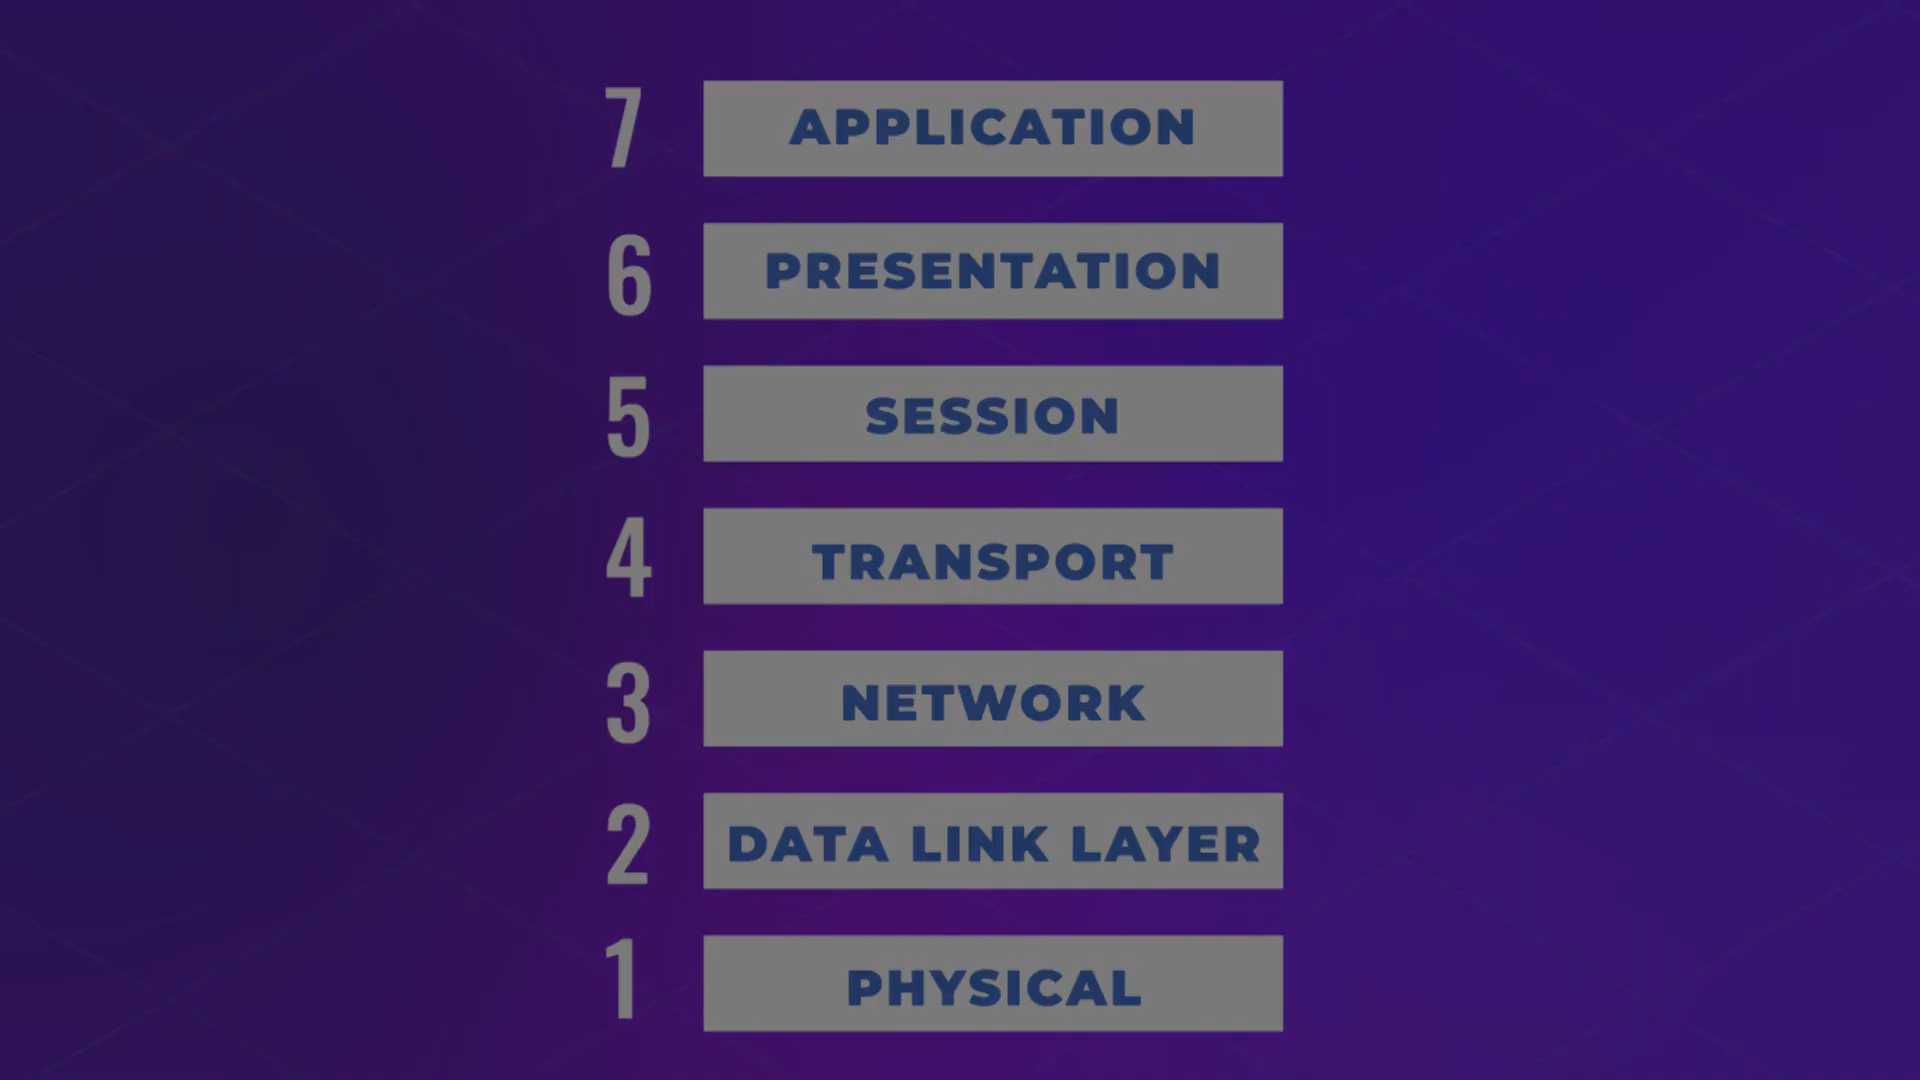 7 APPLICATION
6 PRESENTATION
5 SESSION
4 TRANSPORT
3 NETWORK
2 DATA LINK LAYER
1 PHYSICAL